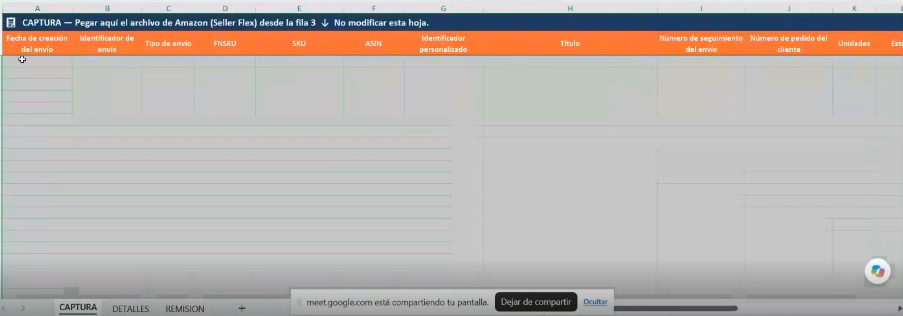 A B C D E F G H I J K
CAPTURA — Pegar aquí el archivo de Amazon (Seller Flex) desde la fila 3 ↓ No modificar esta hoja.
Fecha de creación del envío
Identificador de envío
Tipo de envío
FNSKU
SKU
ASIN
Identificador personalizado
Título
Número de seguimiento del envío
Número de pedido del cliente
Unidades
meet.google.com está compartiendo tu pantalla.
Dejar de compartir
Ocultar
CAPTURA DETALLES REMISION +